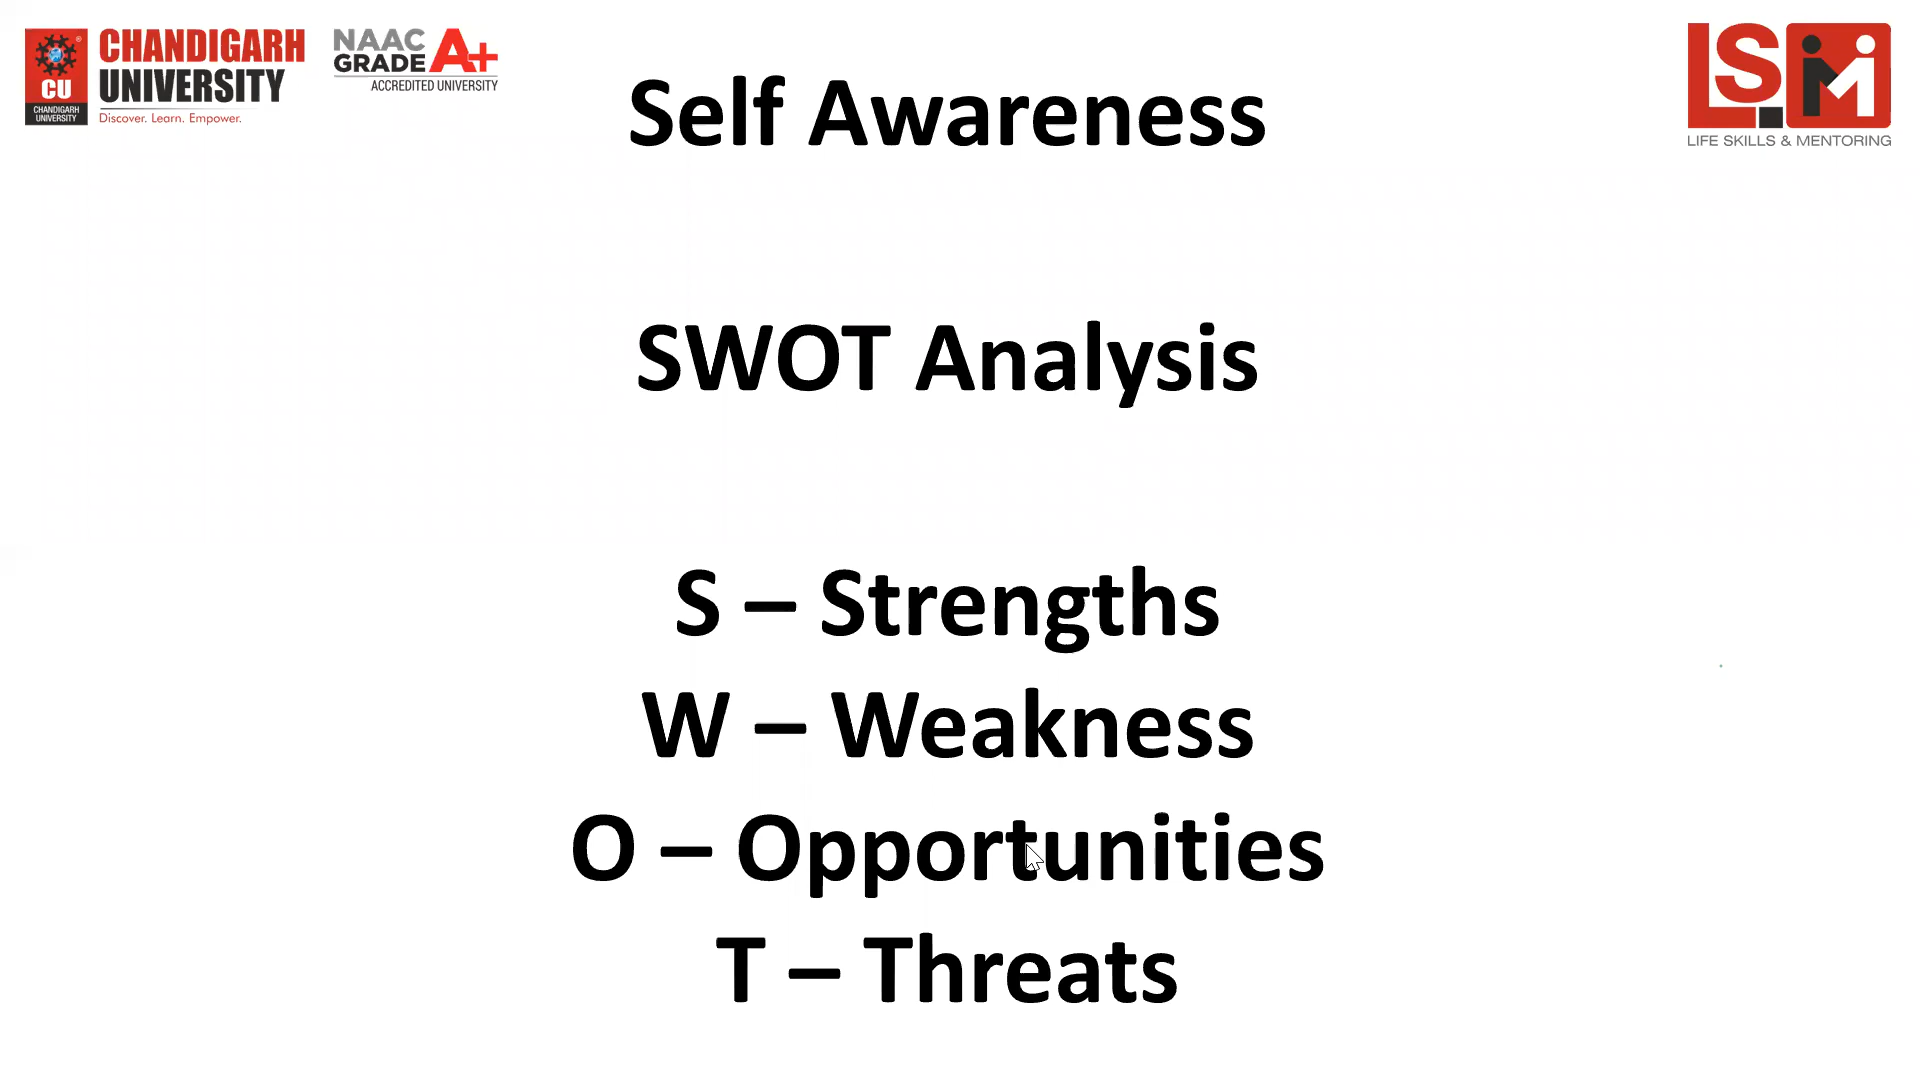 CHANDIGARH
UNIVERSITY
Discover. Learn. Empower.
CU
CHANDIGARH
UNIVERSITY
NAAC
GRADE A+
ACCREDITED UNIVERSITY
LSM
LIFE SKILLS & MENTORING
Self Awareness
SWOT Analysis
S – Strengths
W – Weakness
O – Opportunities
T – Threats